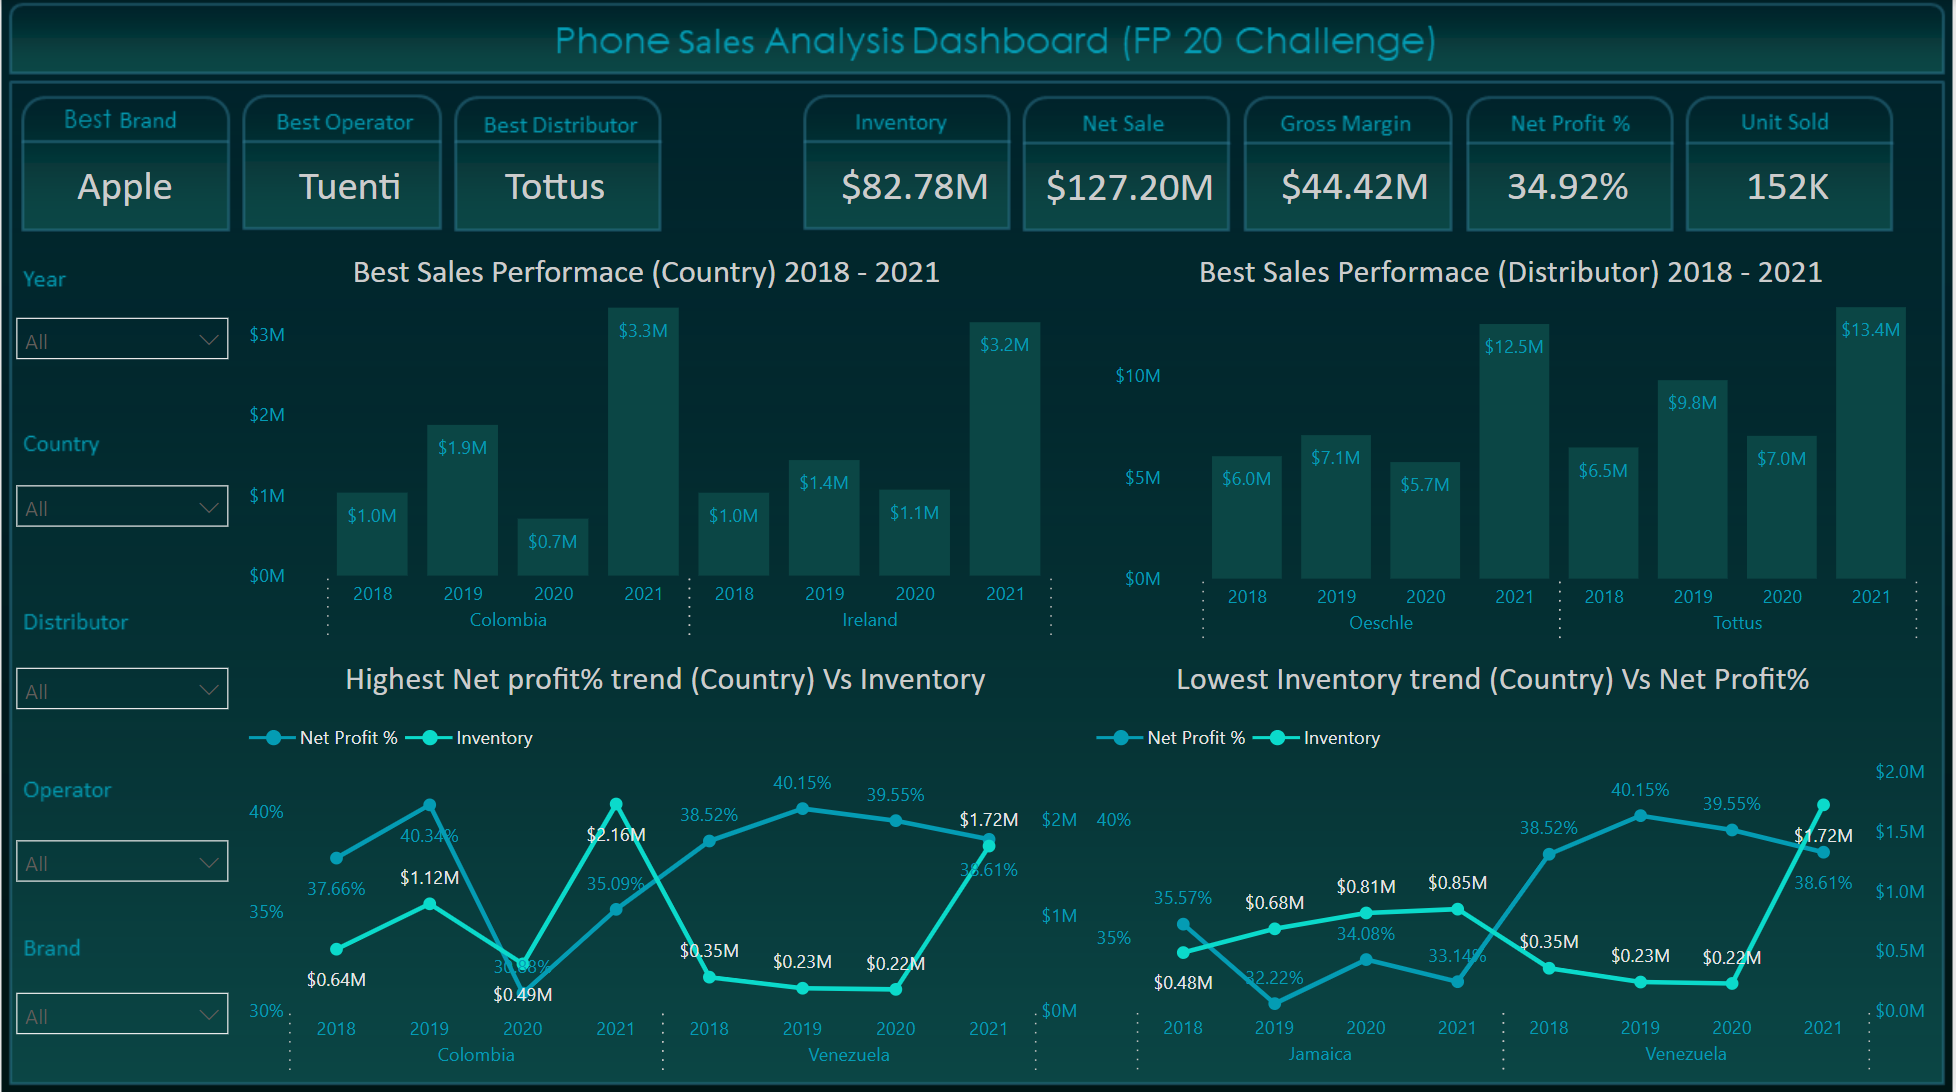 Phone Sales Analysis Dashboard (FP 20 Challenge)
Best Brand
Apple
Best Operator
Tuenti
Best Distributor
Tottus
Inventory
$82.78M
Net Sale
$127.20M
Gross Margin
$44.42M
Net Profit %
34.92%
Unit Sold
152K
Year
All
Country
All
Distributor
All
Operator
All
Brand
All
Best Sales Performace (Country) 2018 - 2021
$3M
$2M
$1M
$0M
$1.0M
$1.9M
$0.7M
$3.3M
$1.0M
$1.4M
$1.1M
$3.2M
2018 2019 2020 2021 2018 2019 2020 2021
Colombia Ireland
Best Sales Performace (Distributor) 2018 - 2021
$10M
$5M
$0M
$6.0M
$7.1M
$5.7M
$12.5M
$6.5M
$9.8M
$7.0M
$13.4M
2018 2019 2020 2021 2018 2019 2020 2021
Oeschle Tottus
Highest Net profit% trend (Country) Vs Inventory
Net Profit % Inventory
40%
35%
30%
37.66%
40.34%
30.88%
35.09%
38.52%
40.15%
39.55%
38.61%
$0.64M
$1.12M
$0.49M
$2.16M
$0.35M
$0.23M
$0.22M
$1.72M
$2M
$1M
$0M
2018 2019 2020 2021 2018 2019 2020 2021
Colombia Venezuela
Lowest Inventory trend (Country) Vs Net Profit%
Net Profit % Inventory
40%
35%
35.57%
32.22%
34.08%
33.14%
38.52%
40.15%
39.55%
38.61%
$0.48M
$0.68M
$0.81M
$0.85M
$0.35M
$0.23M
$0.22M
$1.72M
$2.0M
$1.5M
$1.0M
$0.5M
$0.0M
2018 2019 2020 2021 2018 2019 2020 2021
Jamaica Venezuela